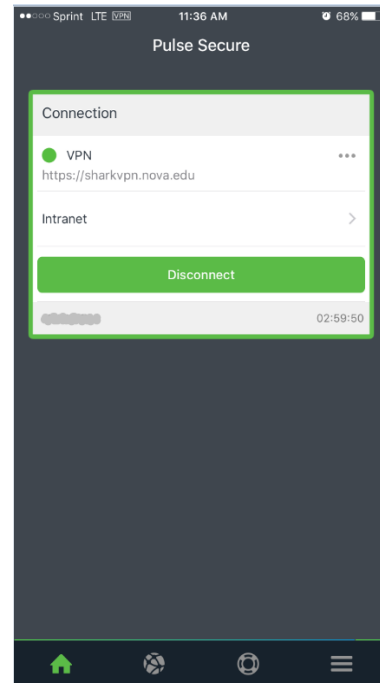 Sprint LTE VPN 11:36 AM 68%
Pulse Secure
Connection
VPN
https://sharkvpn.nova.edu
Intranet
Disconnect
02:59:50